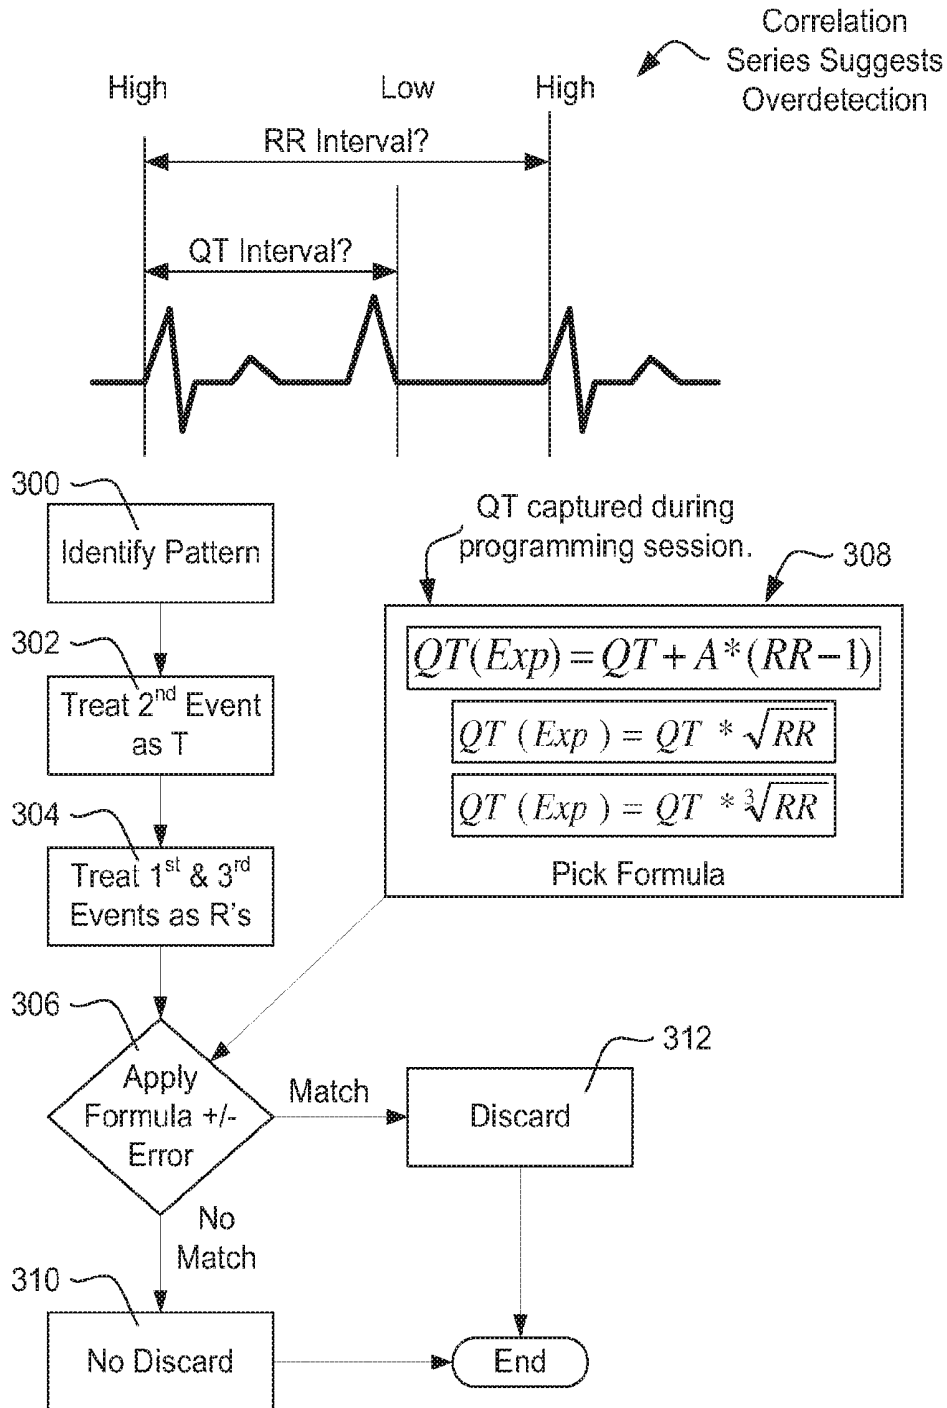 Correlation
Series Suggests
Overdetection
High Low High
RR Interval?
QT Interval?
300
Identify Pattern
302
Treat 2nd Event
as T
304
Treat 1st & 3rd
Events as R's
QT captured during
programming session.
308
QT(Exp) = QT + A*(RR−1)
QT (Exp ) = QT * √RR
QT (Exp ) = QT * ∛RR
Pick Formula
306
Apply
Formula +/-
Error
Match
312
Discard
No
Match
310
No Discard
End